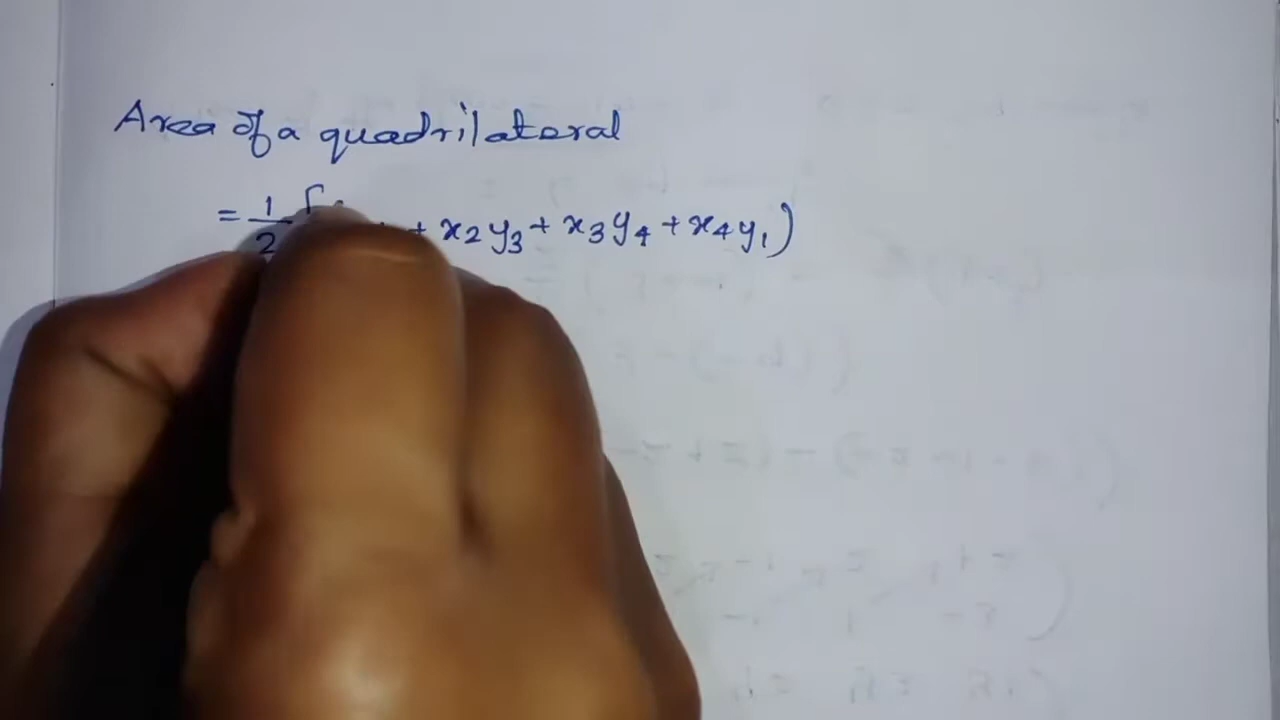 Area of a quadrilateral
= 1/2 [ + x2y3 + x3y4 + x4y1)